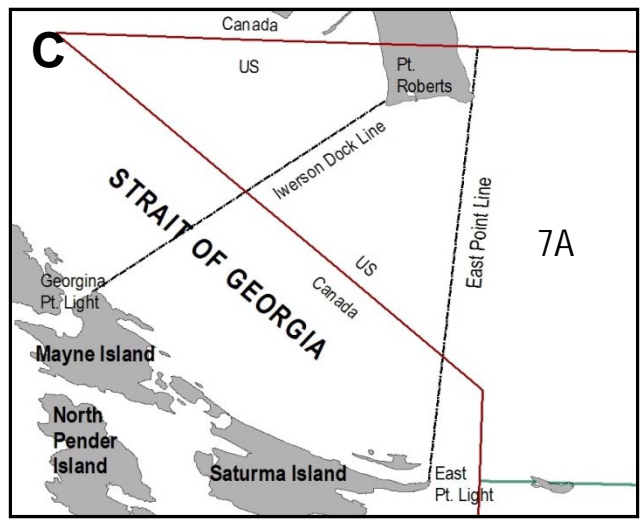 C
Canada
US
Pt.
Roberts
Iwerson Dock Line
STRAIT OF GEORGIA
East Point Line
7A
US
Canada
Georgina
Pt. Light
Mayne Island
North
Pender
Island
Saturma Island
East
Pt. Light